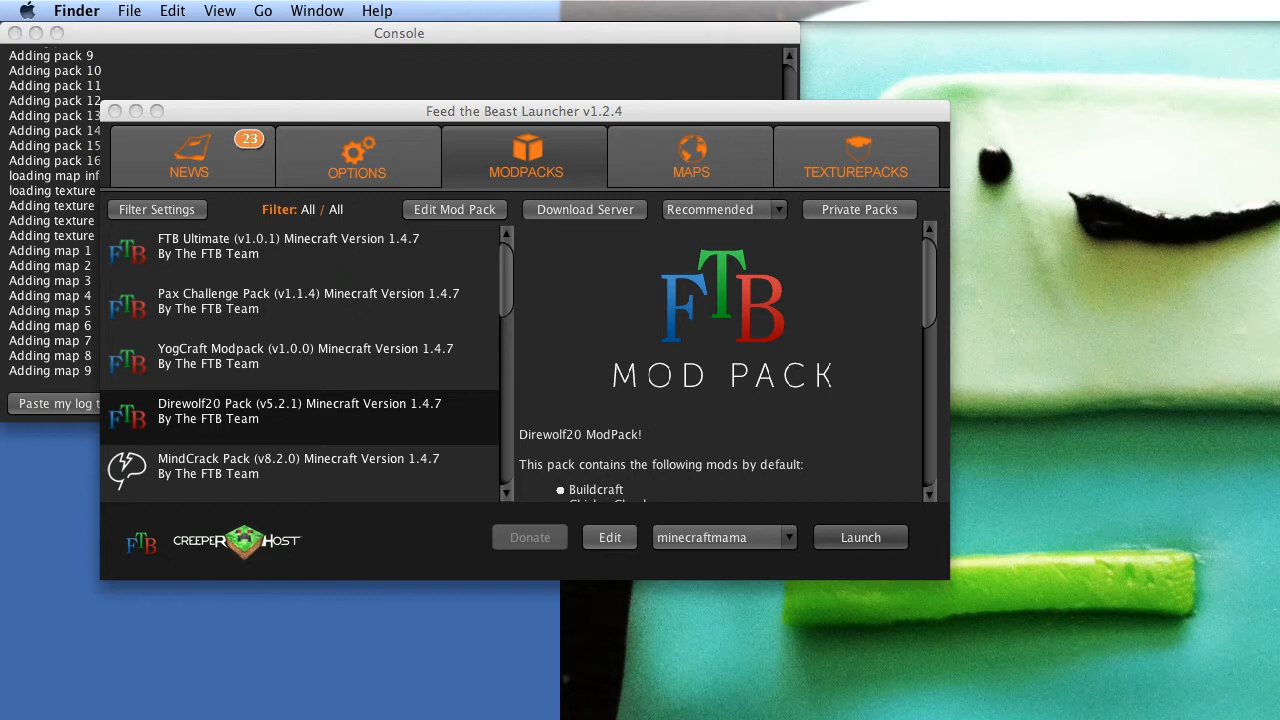 Finder File Edit View Go Window Help
Console
Adding pack 9
Adding pack 10
Adding pack 11
Adding pack 12
Adding pack 13
Adding pack 14
Adding pack 15
Adding pack 16
loading map inf
loading texture
Adding texture
Adding texture
Adding texture
Adding map 1
Adding map 2
Adding map 3
Adding map 4
Adding map 5
Adding map 6
Adding map 7
Adding map 8
Adding map 9
Paste my log t
Feed the Beast Launcher v1.2.4
NEWS 23 OPTIONS MODPACKS MAPS TEXTUREPACKS
Filter Settings Filter: All / All Edit Mod Pack Download Server Recommended Private Packs
FTB FTB Ultimate (v1.0.1) Minecraft Version 1.4.7
By The FTB Team
FTB Pax Challenge Pack (v1.1.4) Minecraft Version 1.4.7
By The FTB Team
FTB YogCraft Modpack (v1.0.0) Minecraft Version 1.4.7
By The FTB Team
FTB Direwolf20 Pack (v5.2.1) Minecraft Version 1.4.7
By The FTB Team
MindCrack Pack (v8.2.0) Minecraft Version 1.4.7
By The FTB Team
FTB
MOD PACK
Direwolf20 ModPack!
This pack contains the following mods by default:
Buildcraft
FTB CREEPER HOST Donate Edit minecraftmama Launch